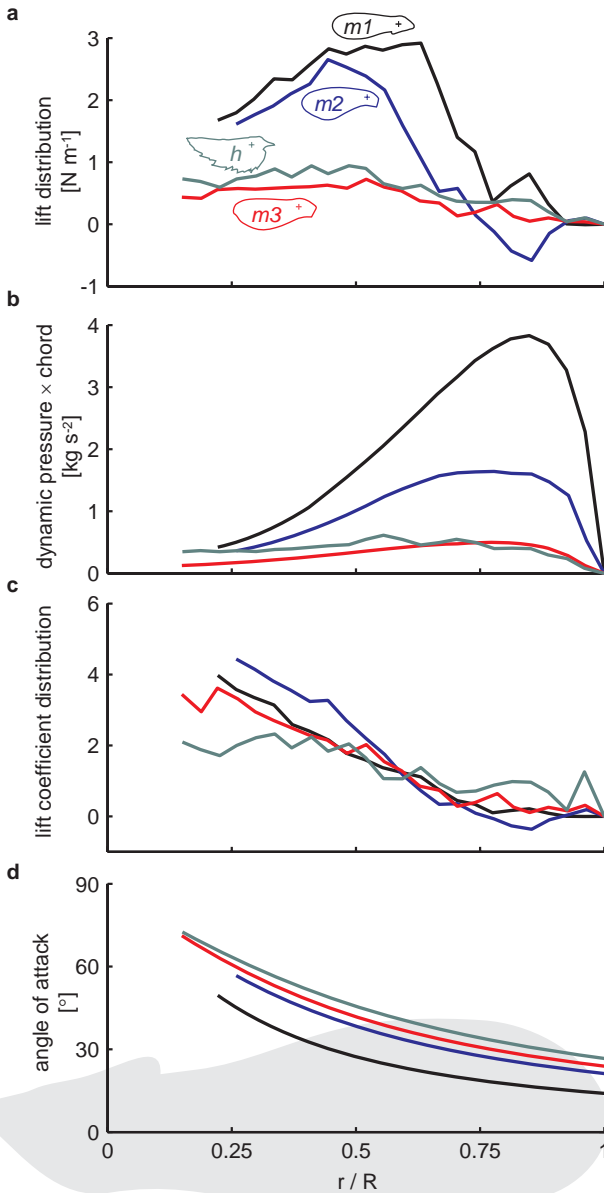 a
m1
m2
h
m3
lift distribution
[N m-1]
3
2
1
0
-1
b
dynamic pressure × chord
[kg s-2]
4
3
2
1
0
c
lift coefficient distribution
6
4
2
0
d
angle of attack
[°]
90
60
30
0
0 0.25 0.5 0.75 1
r / R